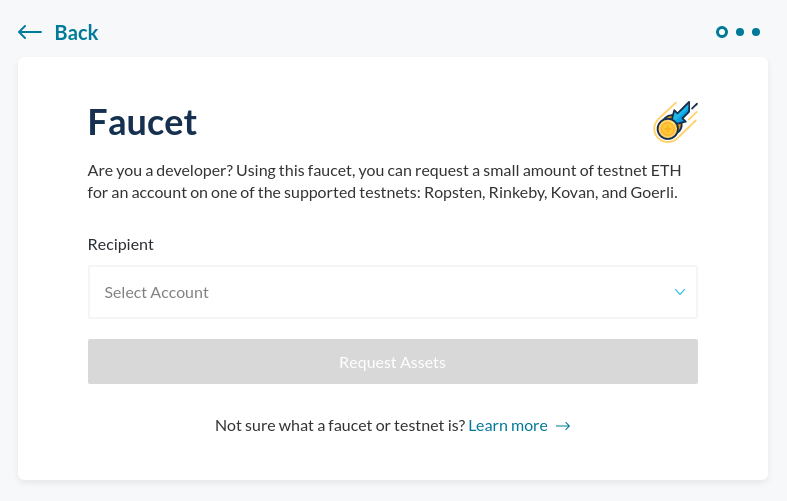 Back
Faucet
Are you a developer? Using this faucet, you can request a small amount of testnet ETH
for an account on one of the supported testnets: Ropsten, Rinkeby, Kovan, and Goerli.
Recipient
Select Account
Request Assets
Not sure what a faucet or testnet is? Learn more